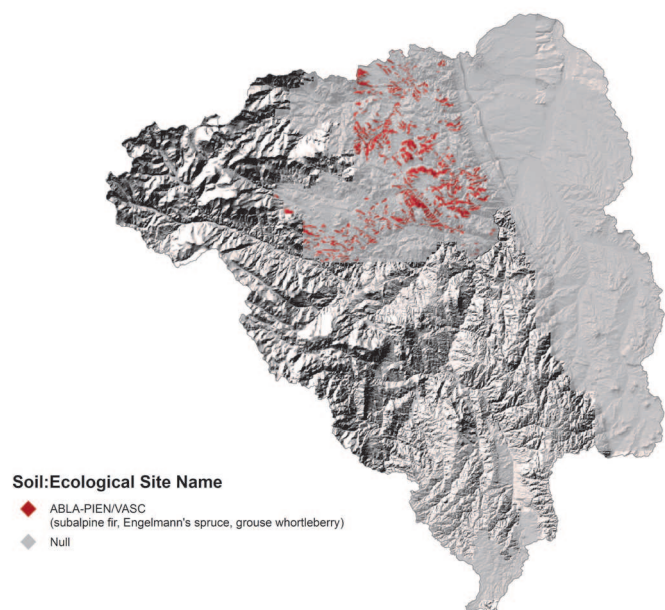 Soil:Ecological Site Name
ABLA-PIEN/VASC
(subalpine fir, Engelmann's spruce, grouse whortleberry)
Null